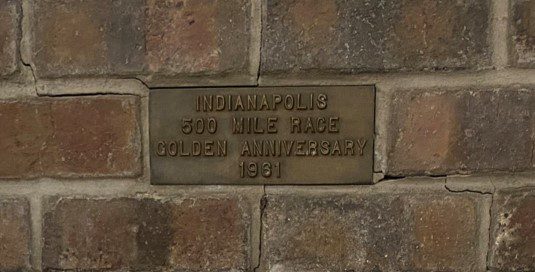 INDIANAPOLIS
500 MILE RACE
GOLDEN ANNIVERSARY
1961